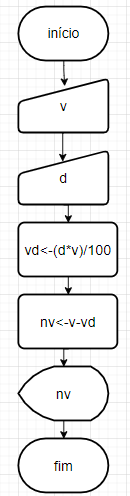 início
v
d
vd<-(d*v)/100
nv<-v-vd
nv
fim